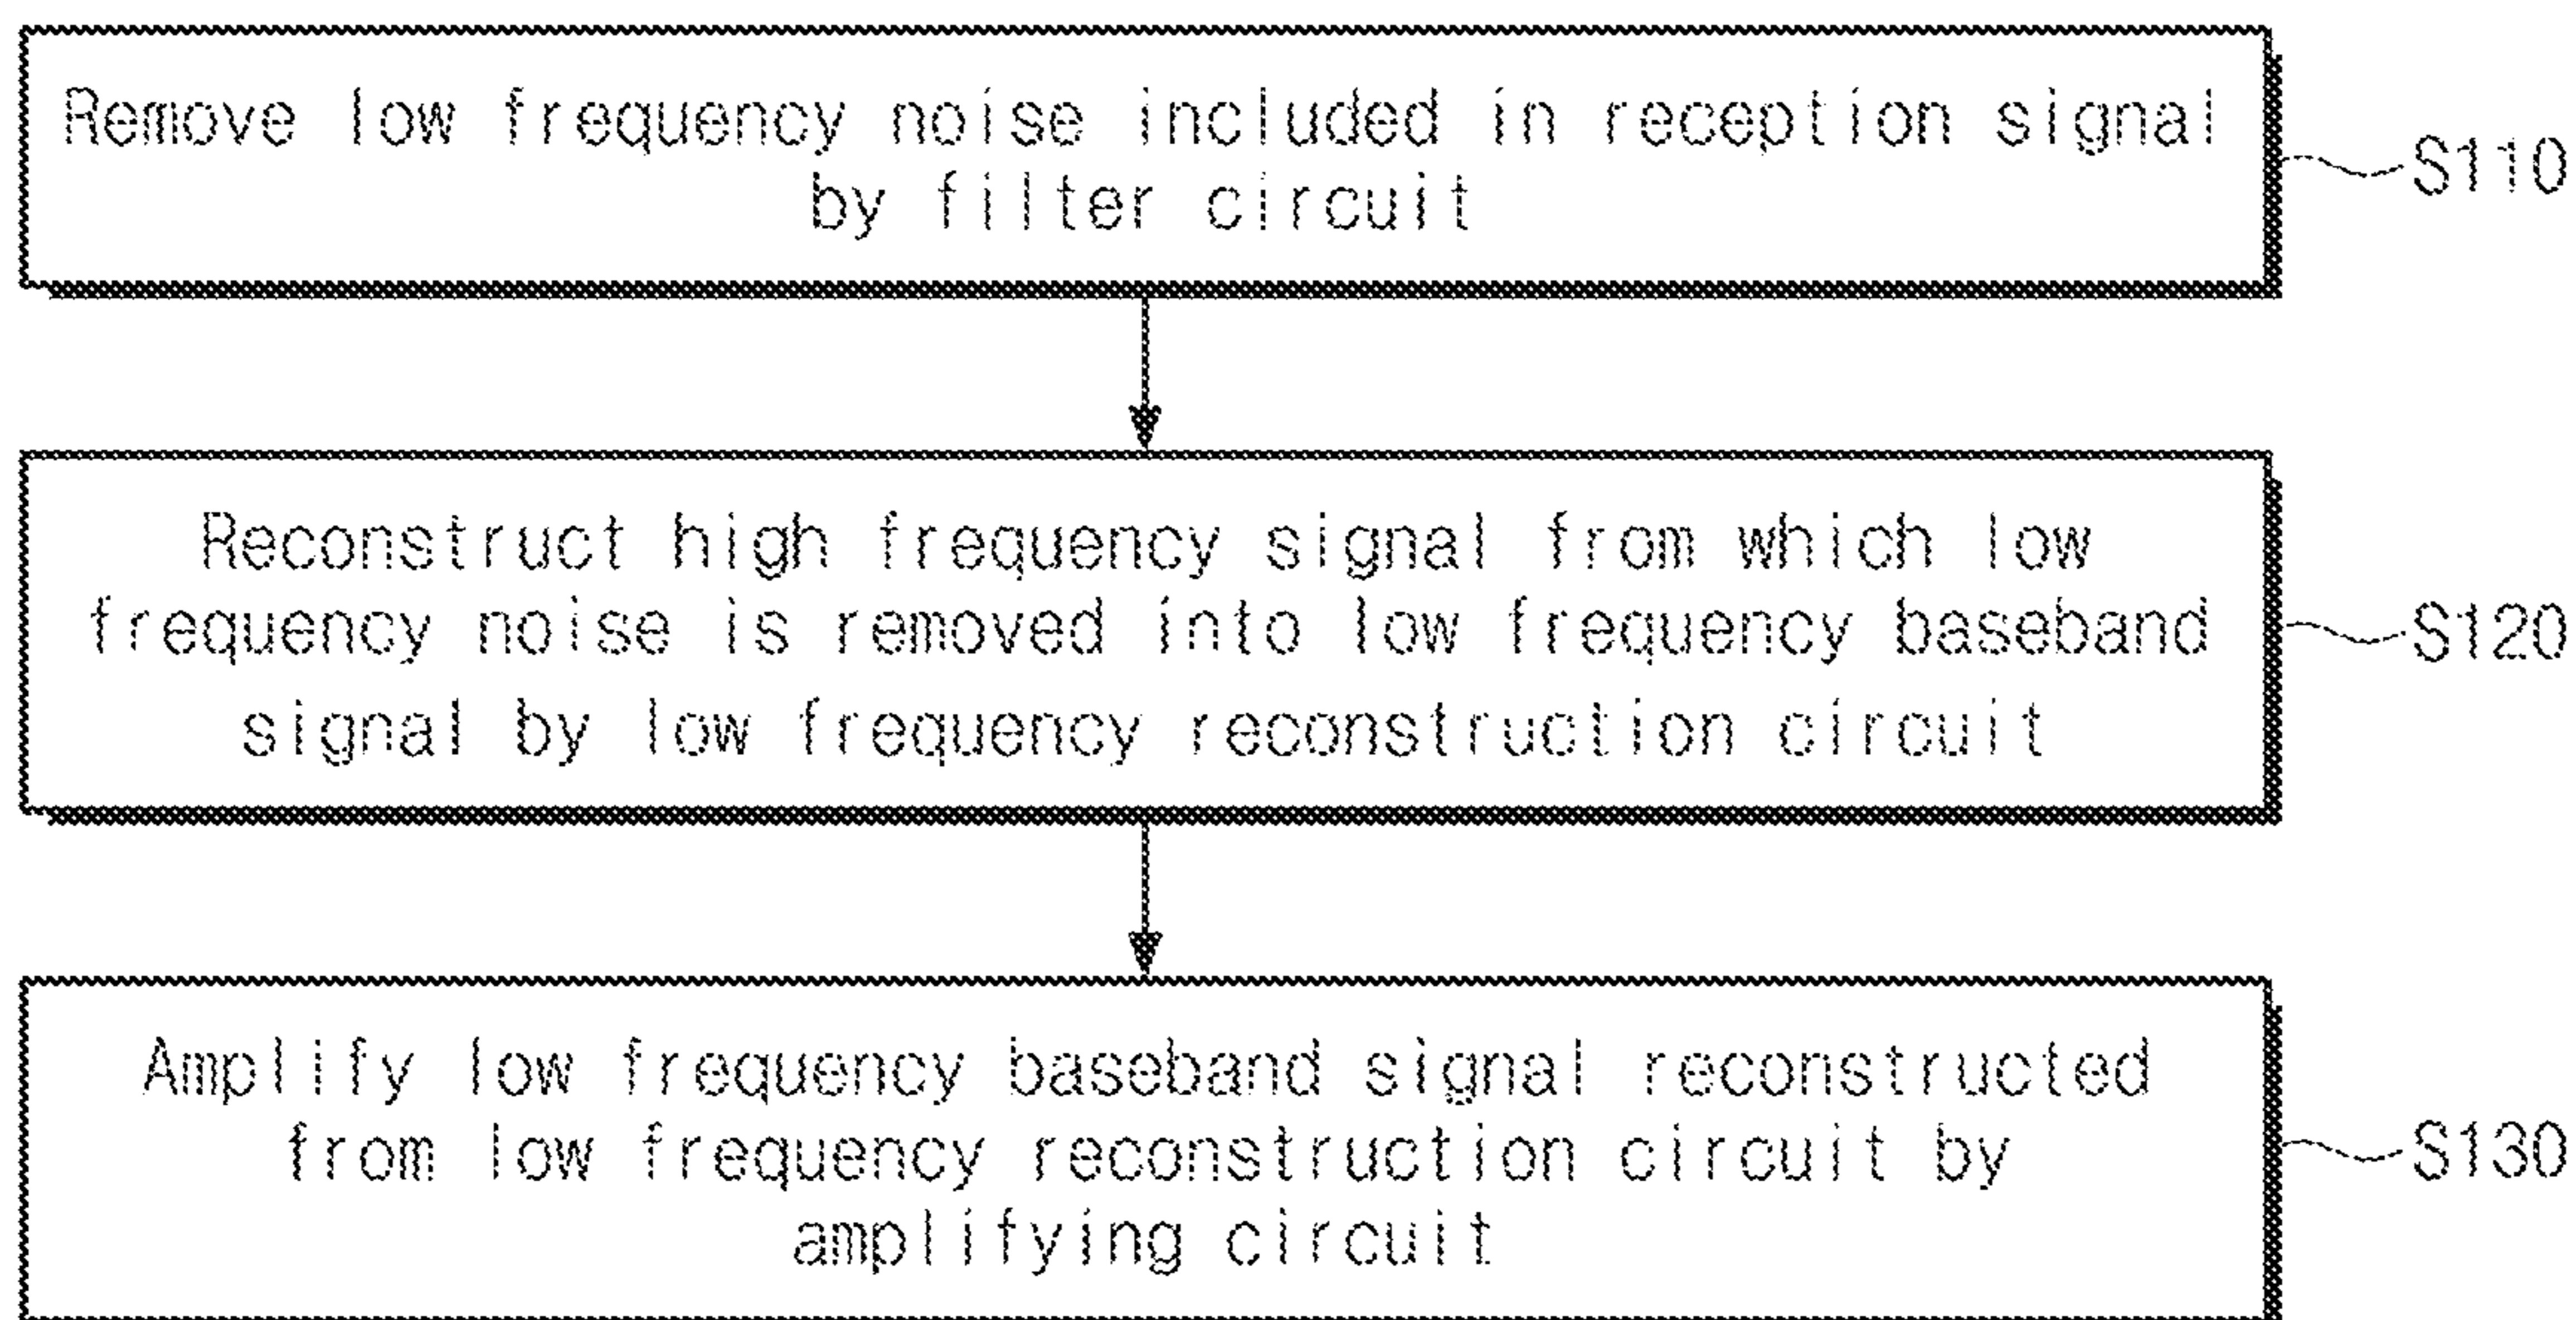 Remove low frequency noise included in reception signal
by filter circuit
S110
Reconstruct high frequency signal from which low
frequency noise is removed into low frequency baseband
signal by low frequency reconstruction circuit
S120
Amplify low frequency baseband signal reconstructed
from low frequency reconstruction circuit by
amplifying circuit
S130